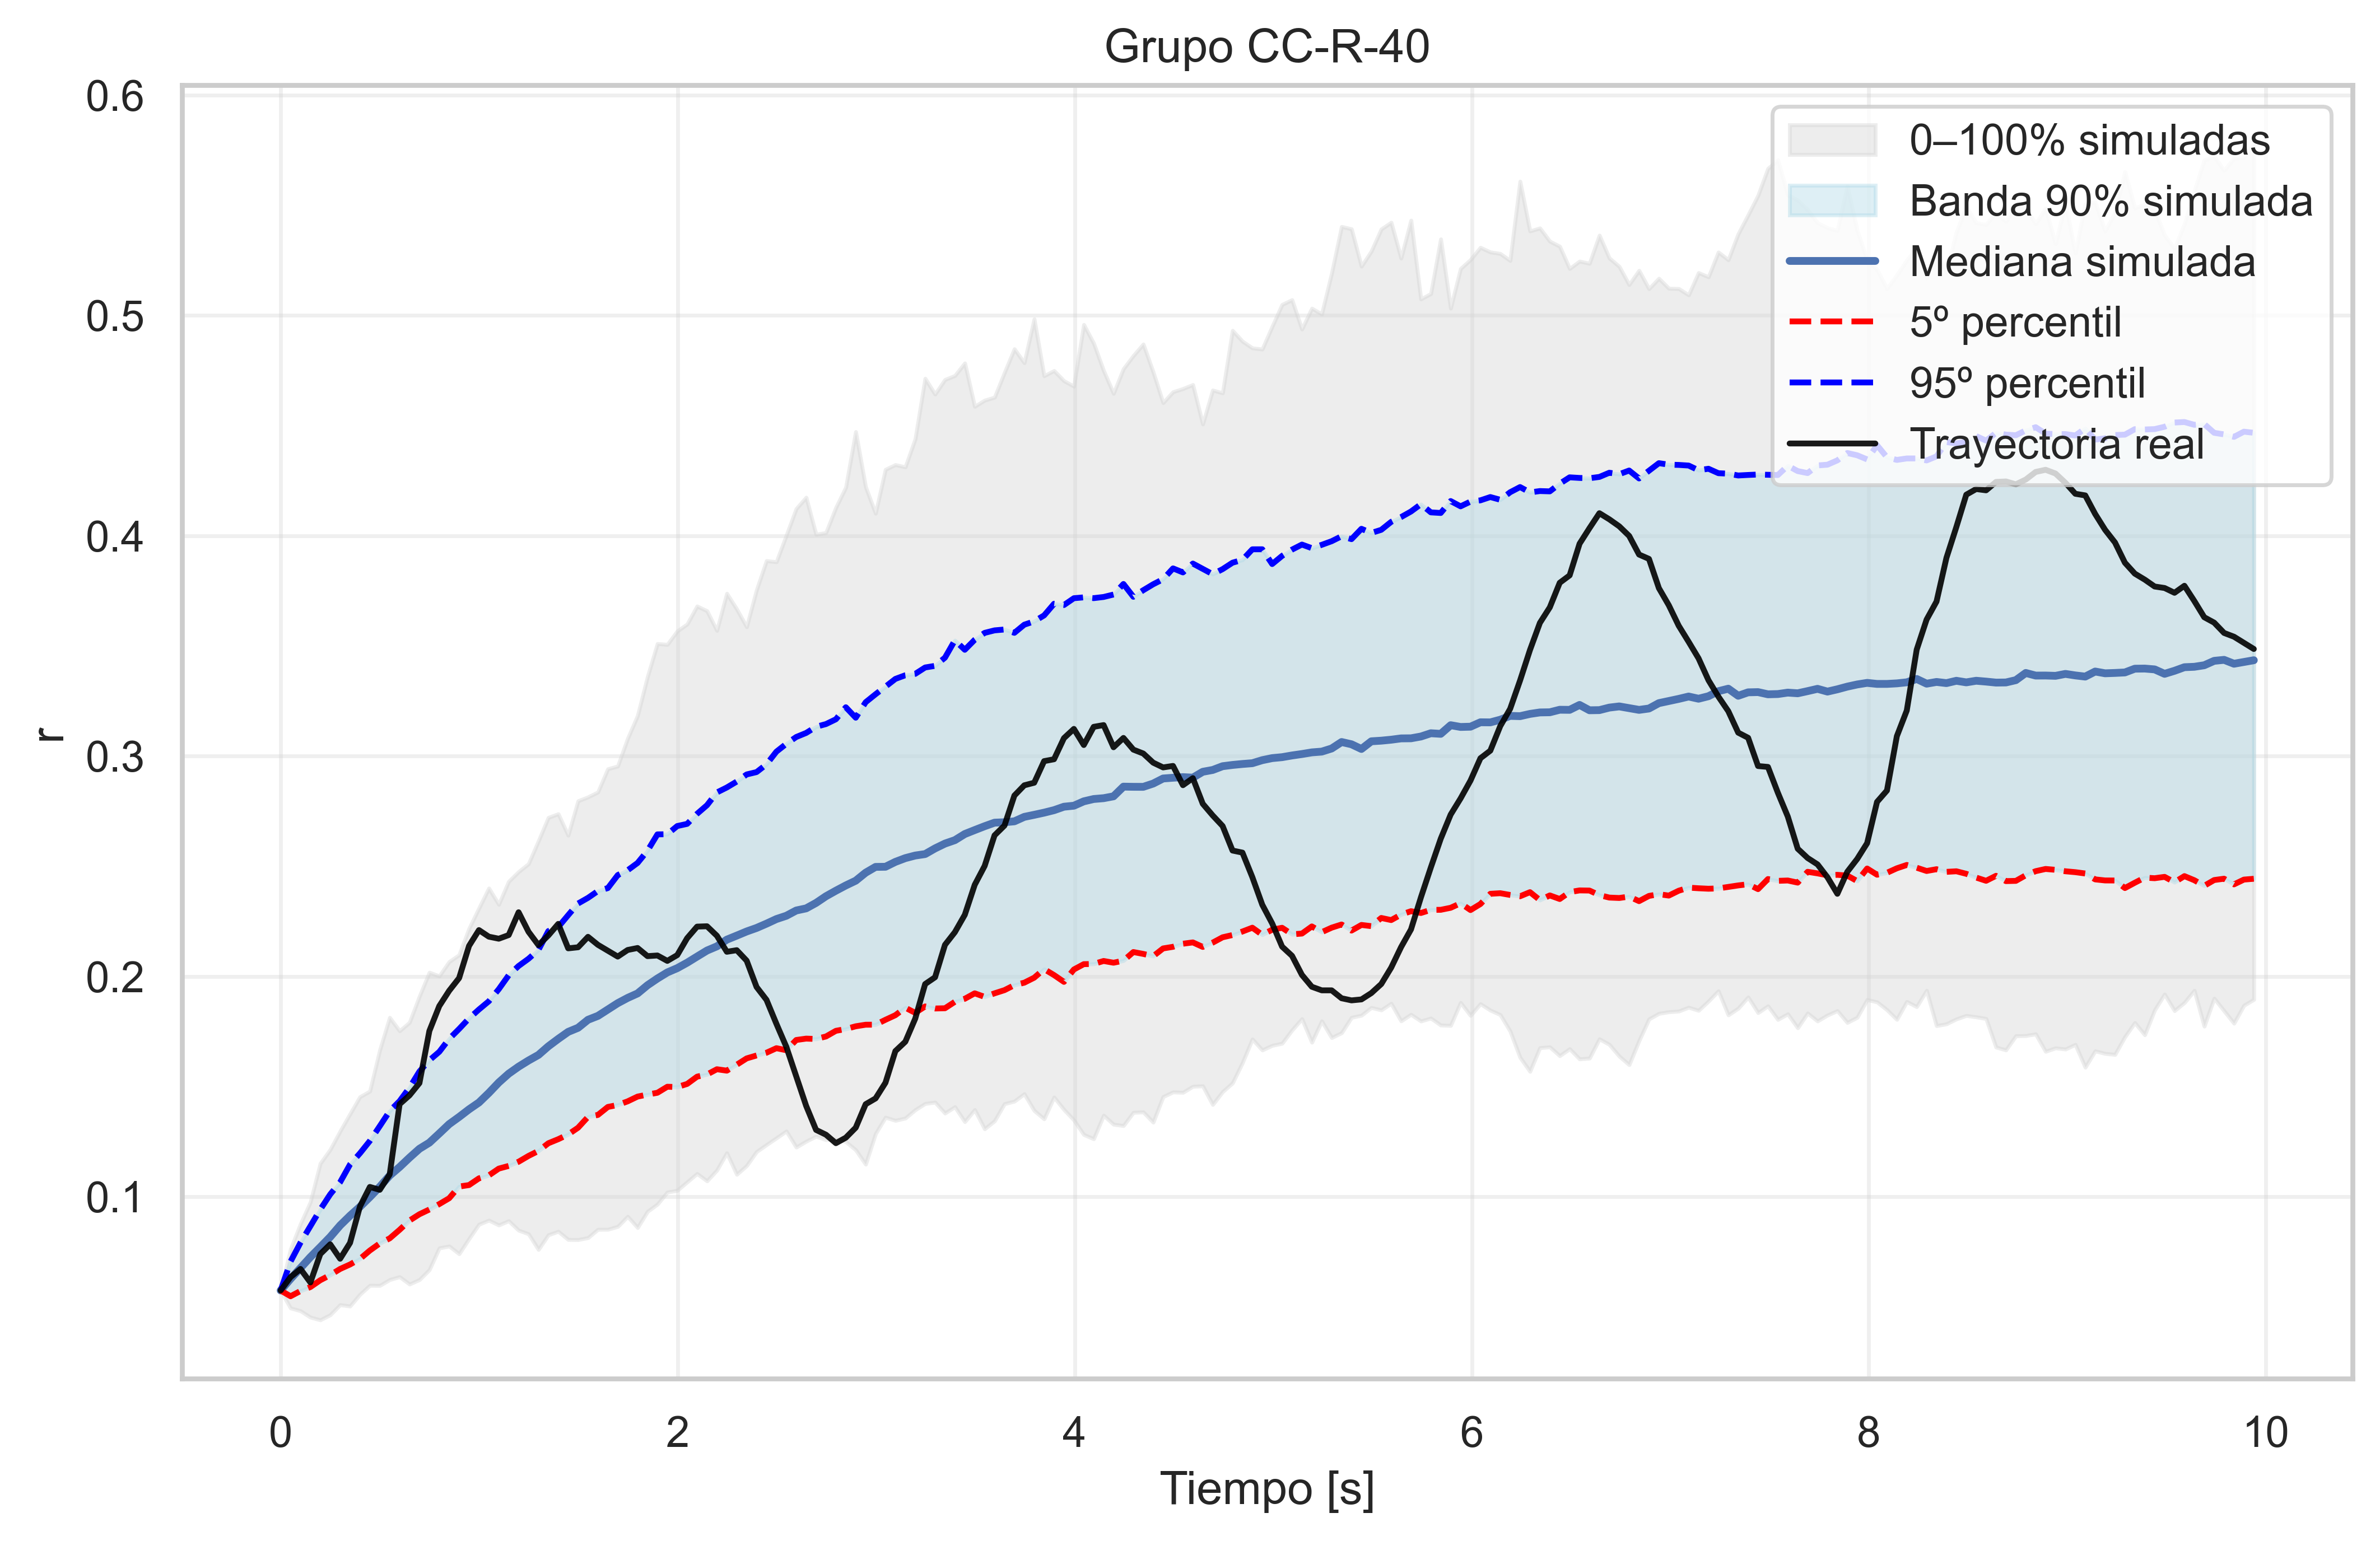 Grupo CC-R-40
0.6
0.5
0.4
0.3
0.2
0.1
r
0–100% simuladas
Banda 90% simulada
Mediana simulada
5º percentil
95º percentil
Trayectoria real
0 2 4 6 8 10
Tiempo [s]